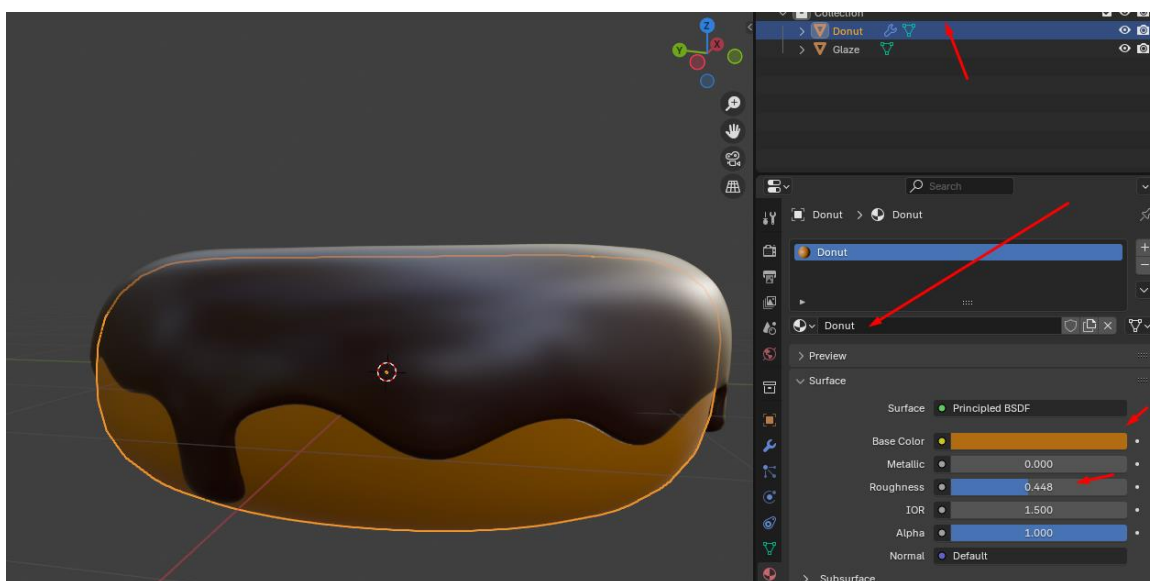 Collection
Donut
Glaze
Z
X
Y
Search
Donut > Donut
Donut
Donut
Preview
Surface
Surface Principled BSDF
Base Color
Metallic 0.000
Roughness 0.448
IOR 1.500
Alpha 1.000
Normal Default
Subsurface